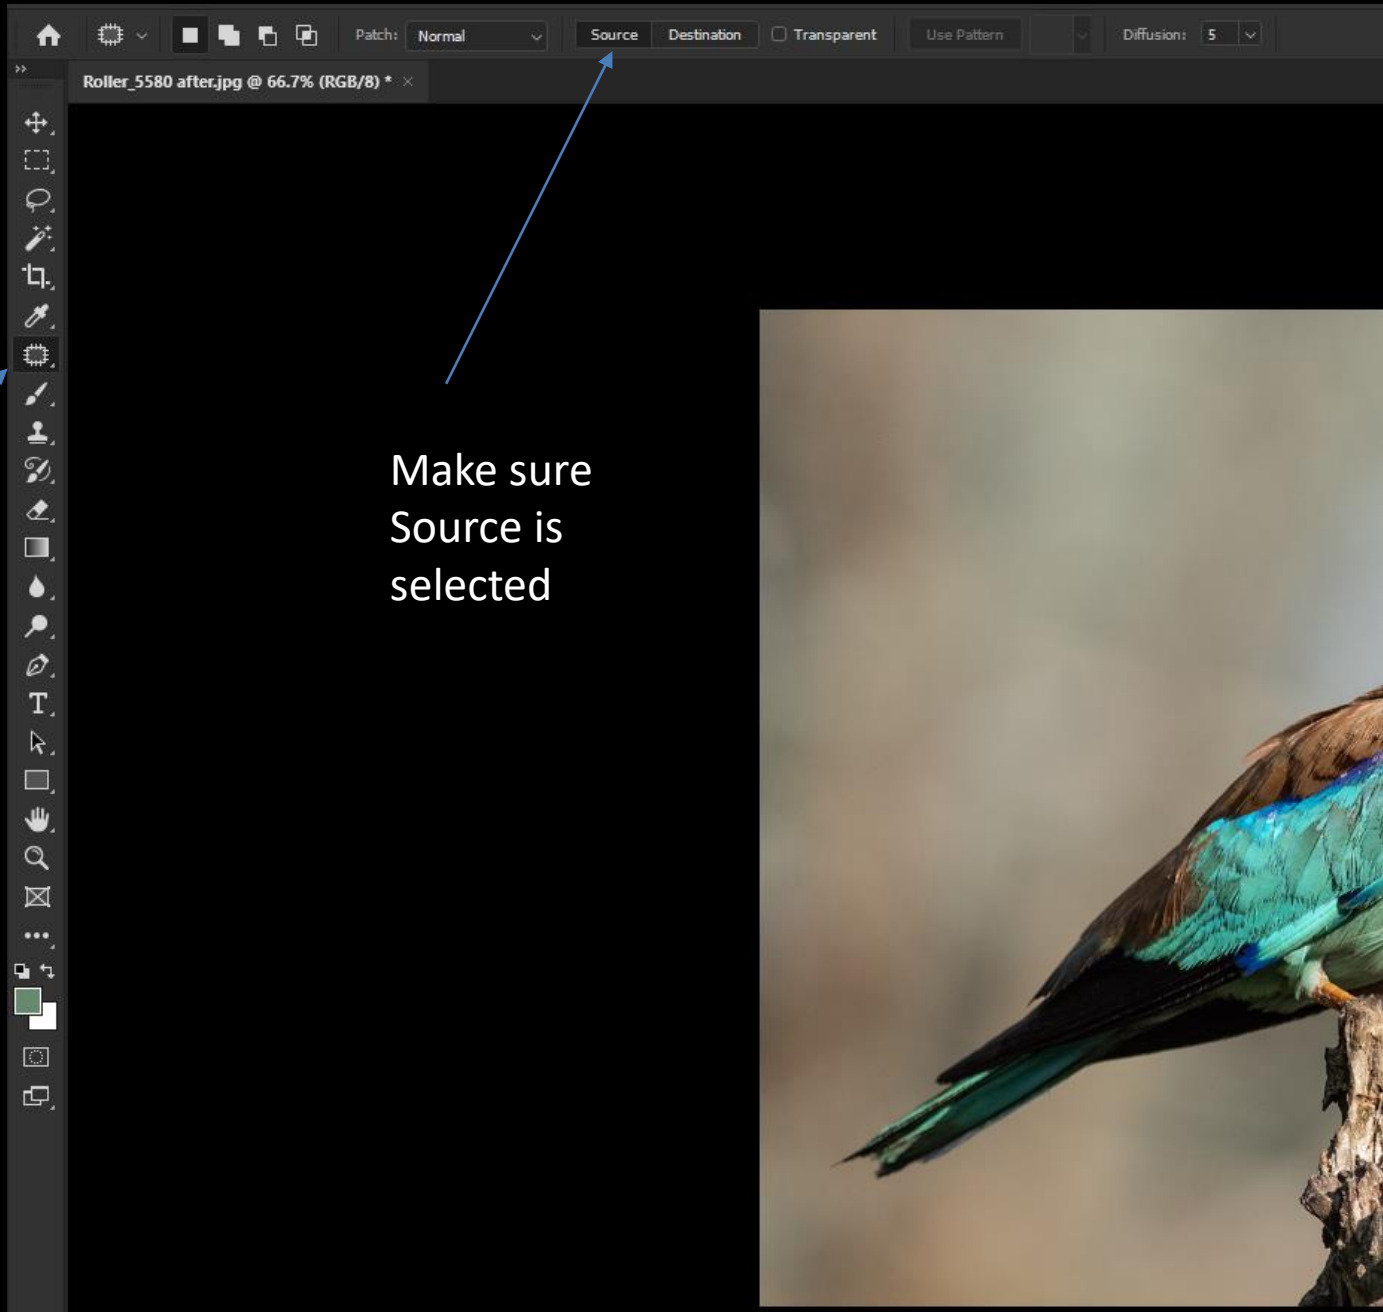 Patch: Normal Source Destination Transparent Use Pattern Diffusion: 5
Roller_5580 after.jpg @ 66.7% (RGB/8) * ×
Make sure
Source is
selected